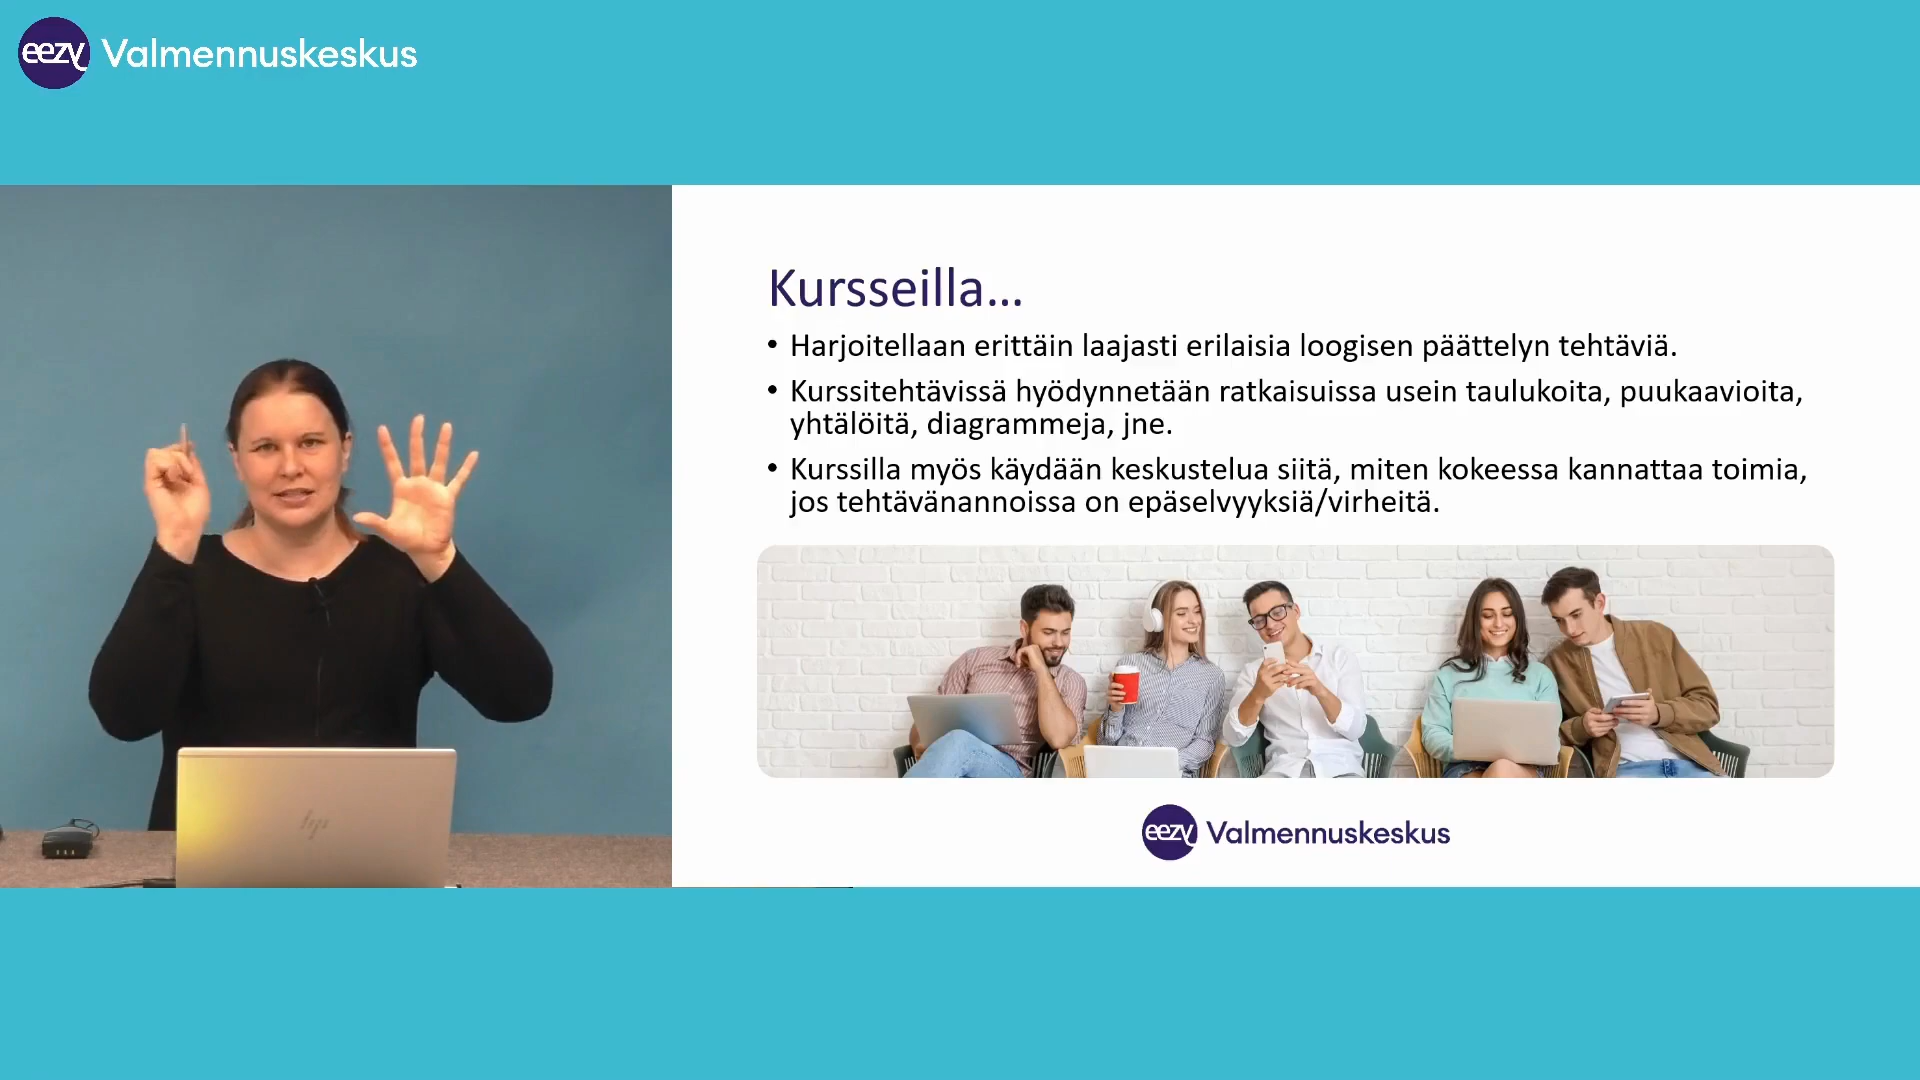 eezy Valmennuskeskus
Kursseilla...
• Harjoitellaan erittäin laajasti erilaisia loogisen päättelyn tehtäviä.
• Kurssitehtävissä hyödynnetään ratkaisuissa usein taulukoita, puukaavioita,
yhtälöitä, diagrammeja, jne.
• Kurssilla myös käydään keskustelua siitä, miten kokeessa kannattaa toimia,
jos tehtävänannoissa on epäselvyyksiä/virheitä.
hp
eezy Valmennuskeskus